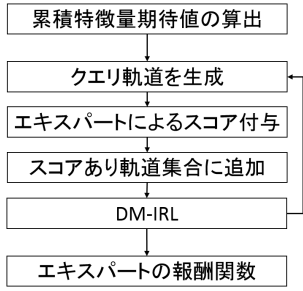 累積特徴量期待値の算出
クエリ軌道を生成
エキスパートによるスコア付与
スコアあり軌道集合に追加
DM-IRL
エキスパートの報酬関数